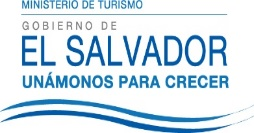 MINISTERIO DE TURISMO
GOBIERNO DE
EL SALVADOR
UNÁMONOS PARA CRECER